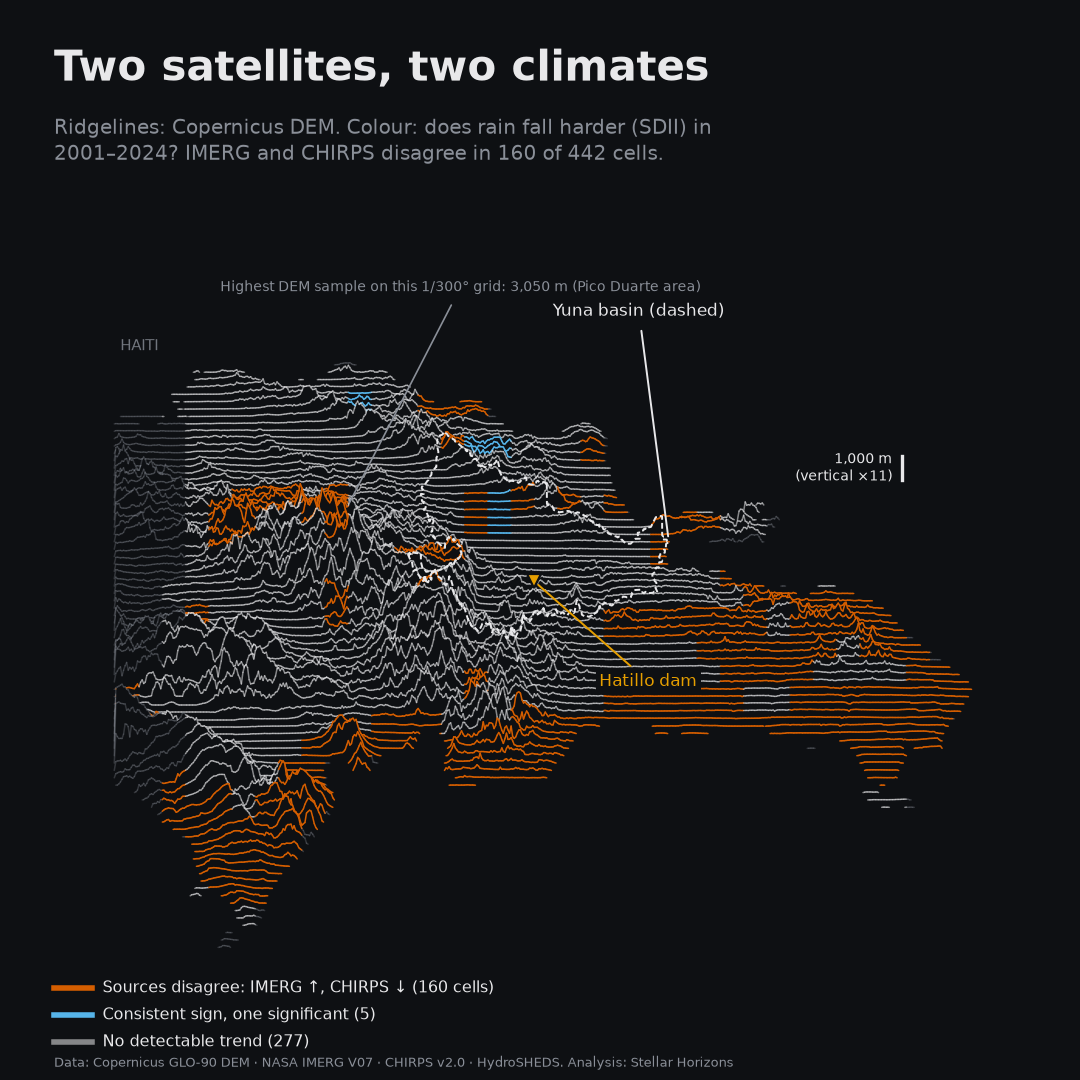 Two satellites, two climates
Ridgelines: Copernicus DEM. Colour: does rain fall harder (SDII) in
2001–2024? IMERG and CHIRPS disagree in 160 of 442 cells.
Highest DEM sample on this 1/300° grid: 3,050 m (Pico Duarte area)
Yuna basin (dashed)
HAITI
1,000 m
(vertical ×11)
Hatillo dam
Sources disagree: IMERG ↑, CHIRPS ↓ (160 cells)
Consistent sign, one significant (5)
No detectable trend (277)
Data: Copernicus GLO-90 DEM · NASA IMERG V07 · CHIRPS v2.0 · HydroSHEDS. Analysis: Stellar Horizons